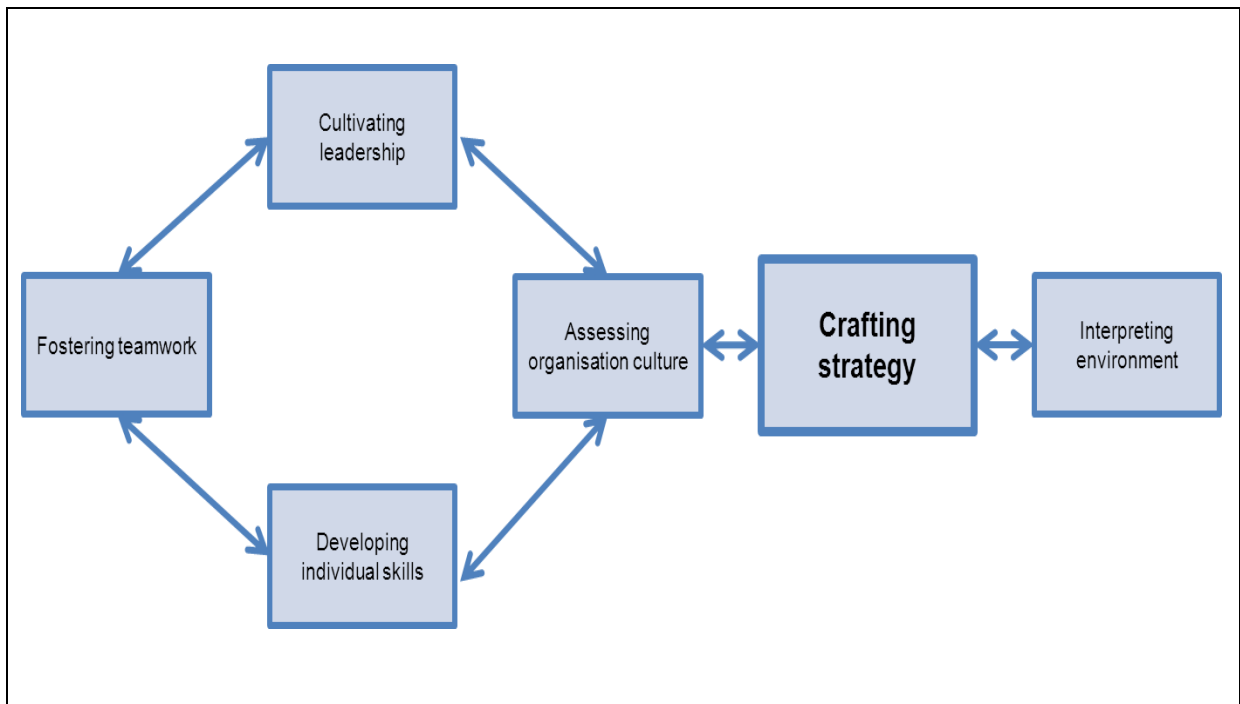 Cultivating
leadership
Fostering teamwork
Assessing
organisation culture
Crafting
strategy
Interpreting
environment
Developing
individual skills